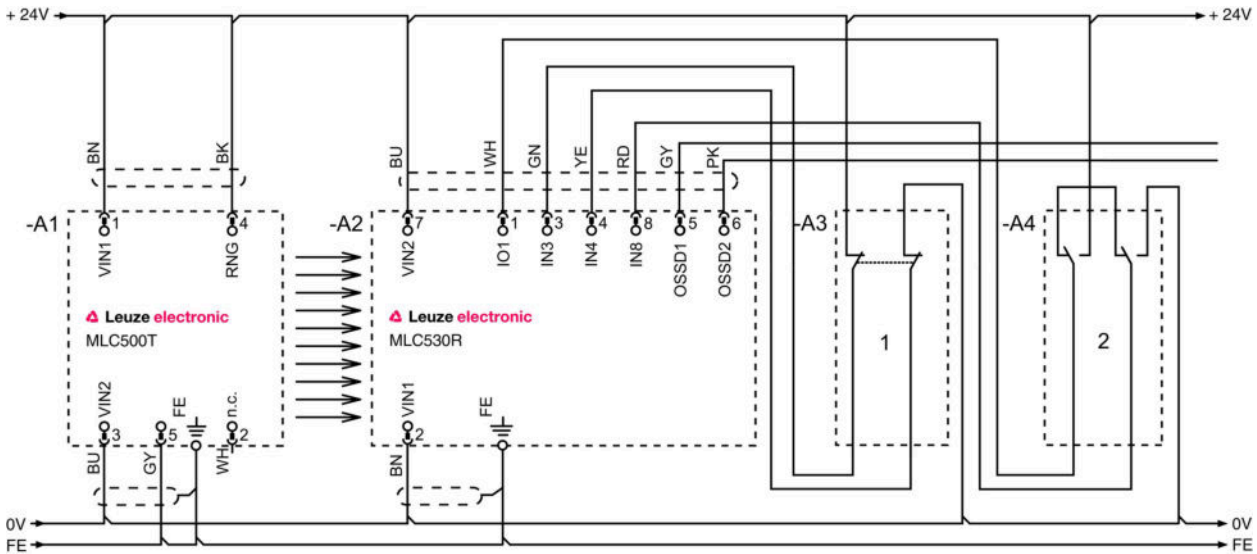 + 24V
+ 24V
BN
BK
BU
WH
GN
YE
RD
GY
PK
-A1
1
4
-A2
7
1
3
4
8
5
6
-A3
-A4
VIN1
RNG
VIN2
IO1
IN3
IN4
IN8
OSSD1
OSSD2
Leuze electronic
MLC500T
Leuze electronic
MLC530R
1
2
VIN2
FE
n.c.
VIN1
FE
3
5
2
2
BU
GY
WH
BN
0V
0V
FE
FE